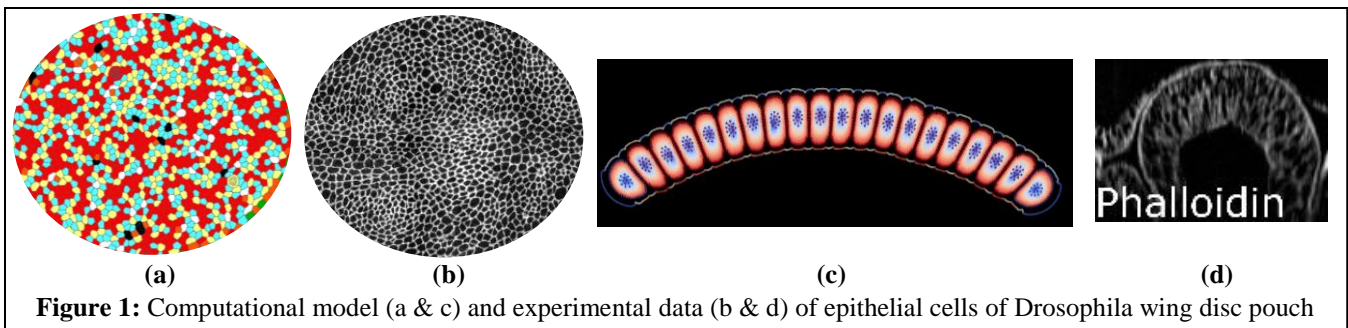 Phalloidin
(a) (b) (c) (d)
Figure 1: Computational model (a & c) and experimental data (b & d) of epithelial cells of Drosophila wing disc pouch